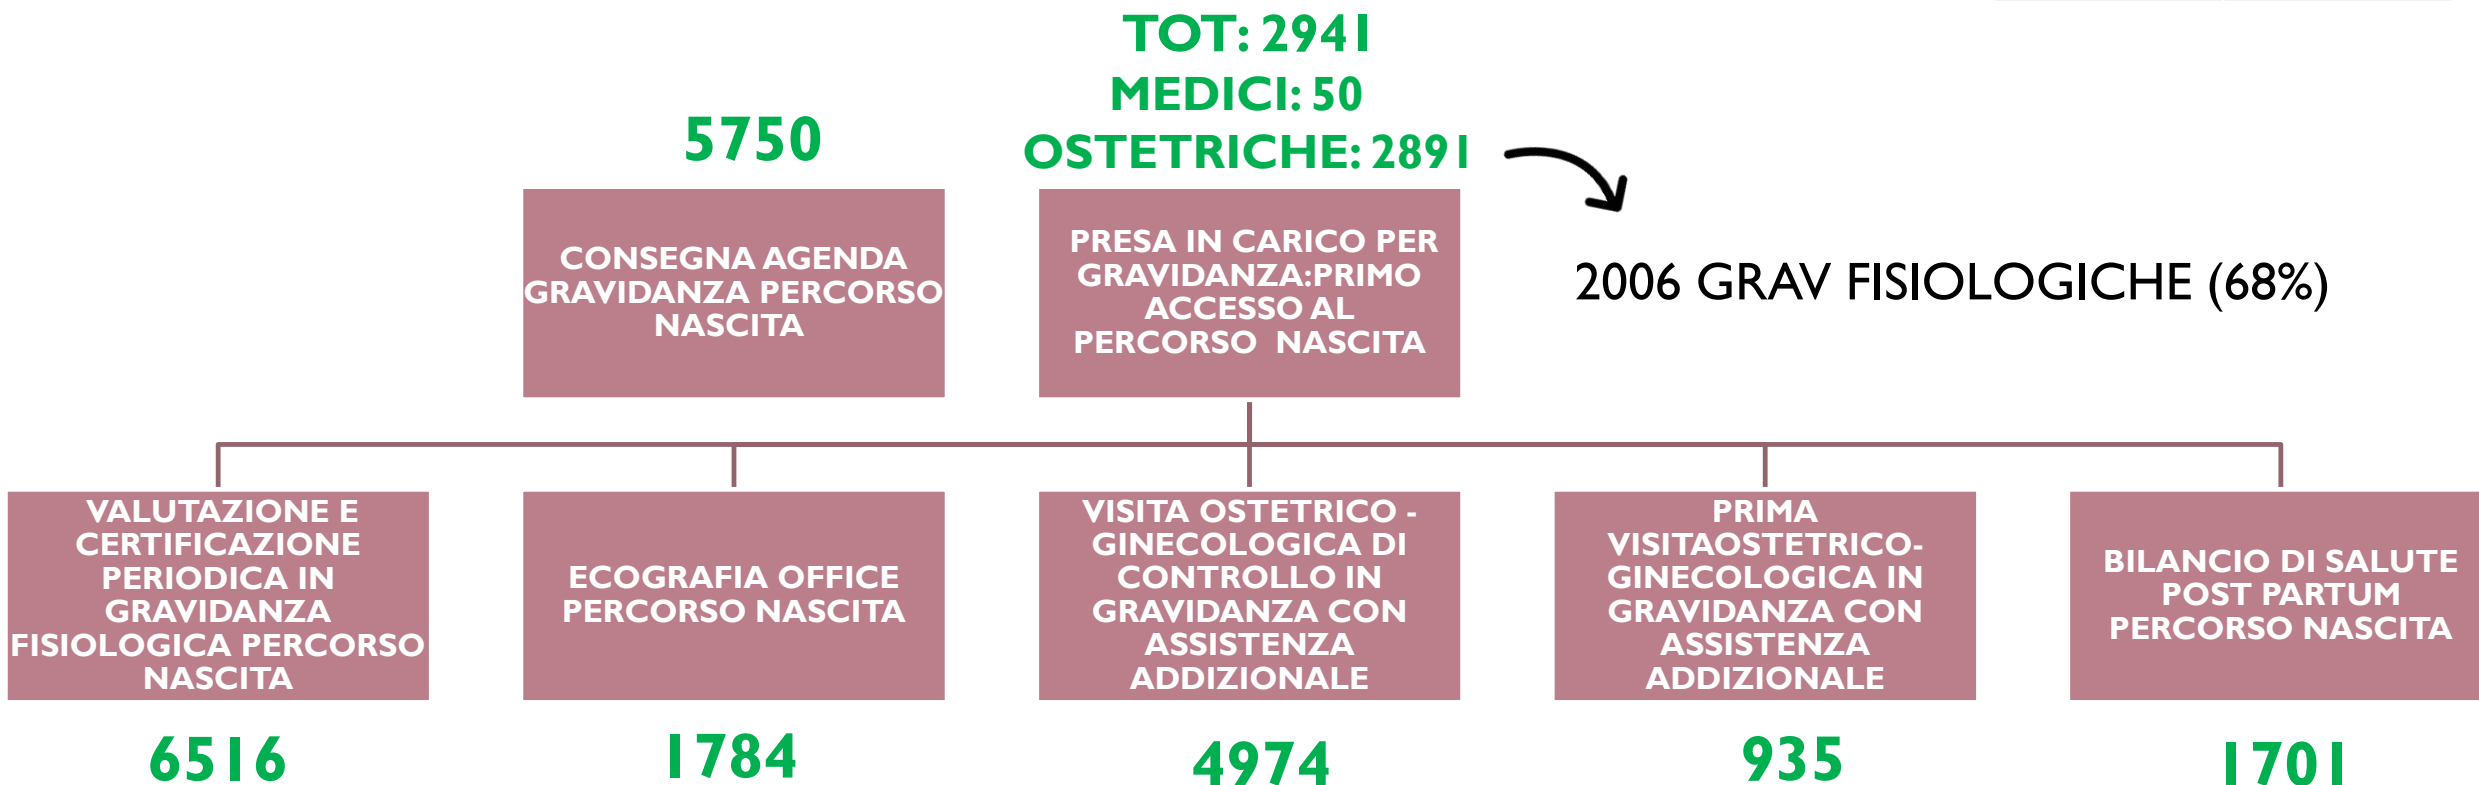 TOT: 2941
MEDICI: 50
OSTETRICHE: 2891
5750
CONSEGNA AGENDA
GRAVIDANZA PERCORSO
NASCITA
PRESA IN CARICO PER
GRAVIDANZA:PRIMO
ACCESSO AL
PERCORSO NASCITA
2006 GRAV FISIOLOGICHE (68%)
VALUTAZIONE E
CERTIFICAZIONE
PERIODICA IN
GRAVIDANZA
FISIOLOGICA PERCORSO
NASCITA
ECOGRAFIA OFFICE
PERCORSO NASCITA
VISITA OSTETRICO -
GINECOLOGICA DI
CONTROLLO IN
GRAVIDANZA CON
ASSISTENZA
ADDIZIONALE
PRIMA
VISITAOSTETRICO-
GINECOLOGICA IN
GRAVIDANZA CON
ASSISTENZA
ADDIZIONALE
BILANCIO DI SALUTE
POST PARTUM
PERCORSO NASCITA
6516
1784
4974
935
1701